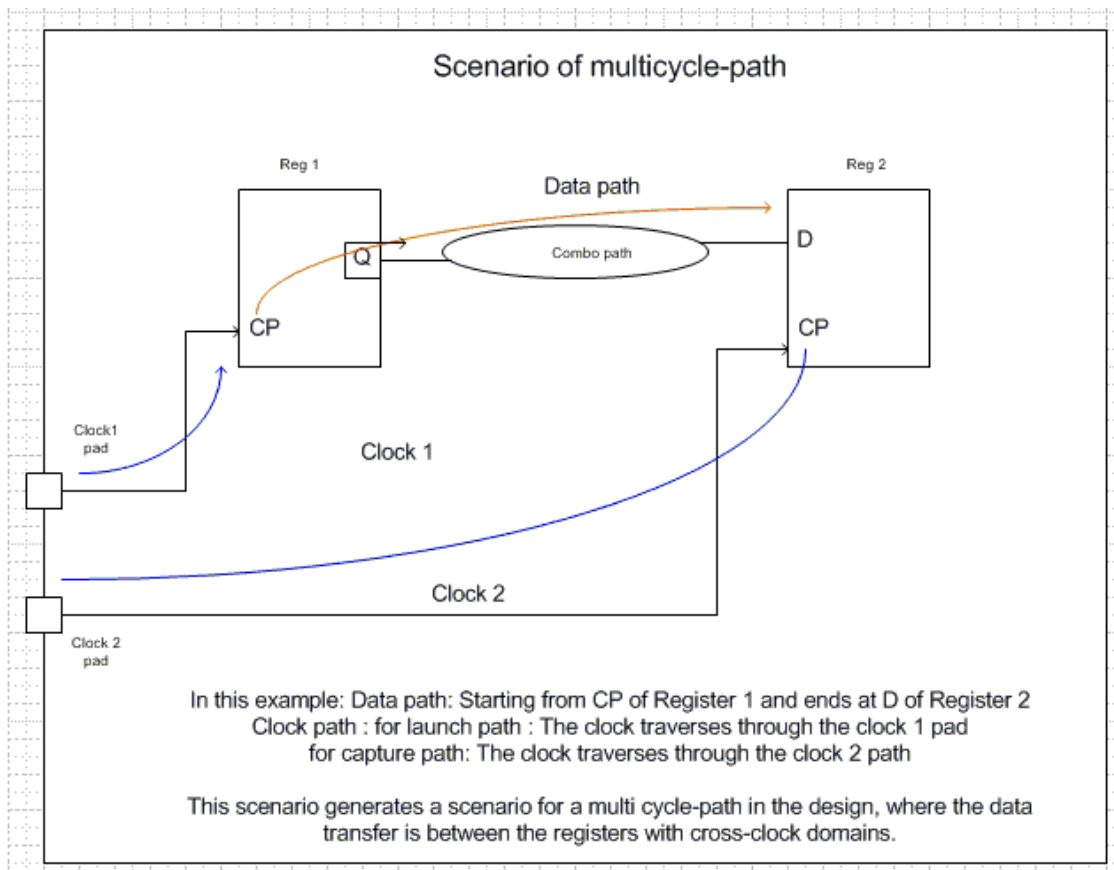 Scenario of multicycle-path
Reg 1
Reg 2
Data path
Q
Combo path
D
CP
CP
Clock1
pad
Clock 1
Clock 2
Clock 2
pad
In this example: Data path: Starting from CP of Register 1 and ends at D of Register 2
Clock path : for launch path : The clock traverses through the clock 1 pad
for capture path: The clock traverses through the clock 2 path
This scenario generates a scenario for a multi cycle-path in the design, where the data
transfer is between the registers with cross-clock domains.